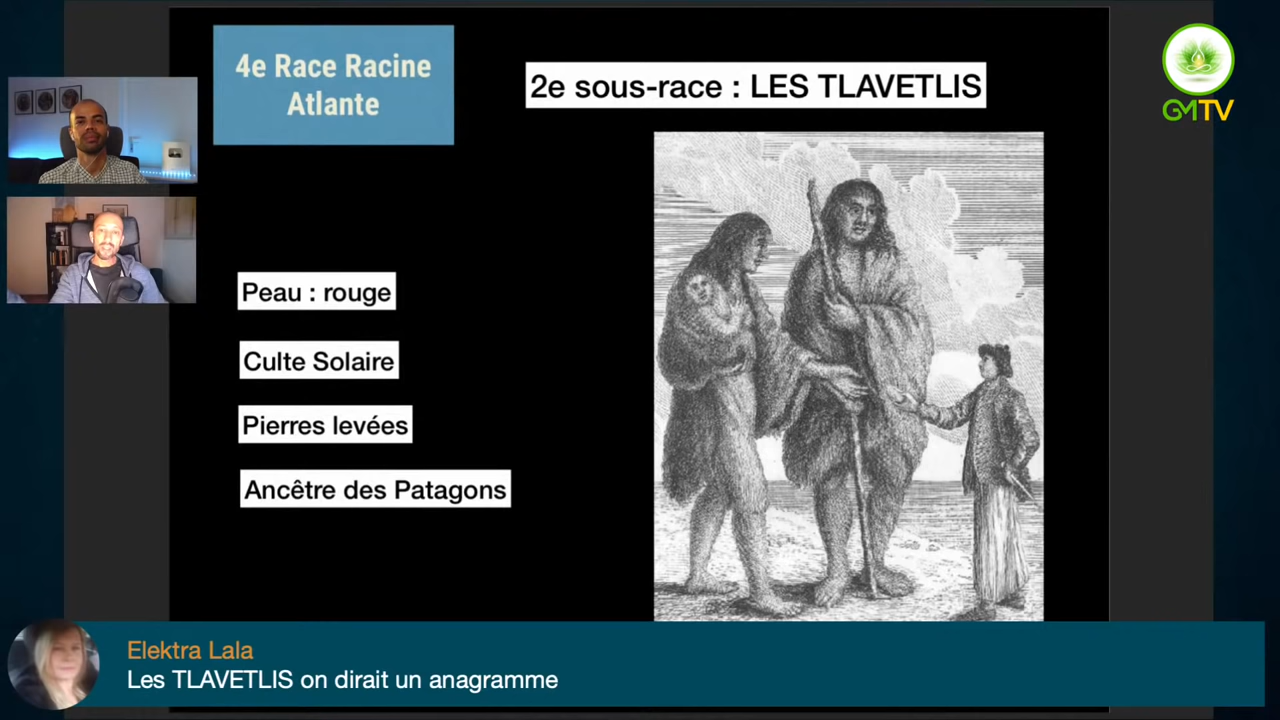 4e Race Racine
Atlante
2e sous-race : LES TLAVETLIS
GMTV
Peau : rouge
Culte Solaire
Pierres levées
Ancêtre des Patagons
Elektra Lala
Les TLAVETLIS on dirait un anagramme